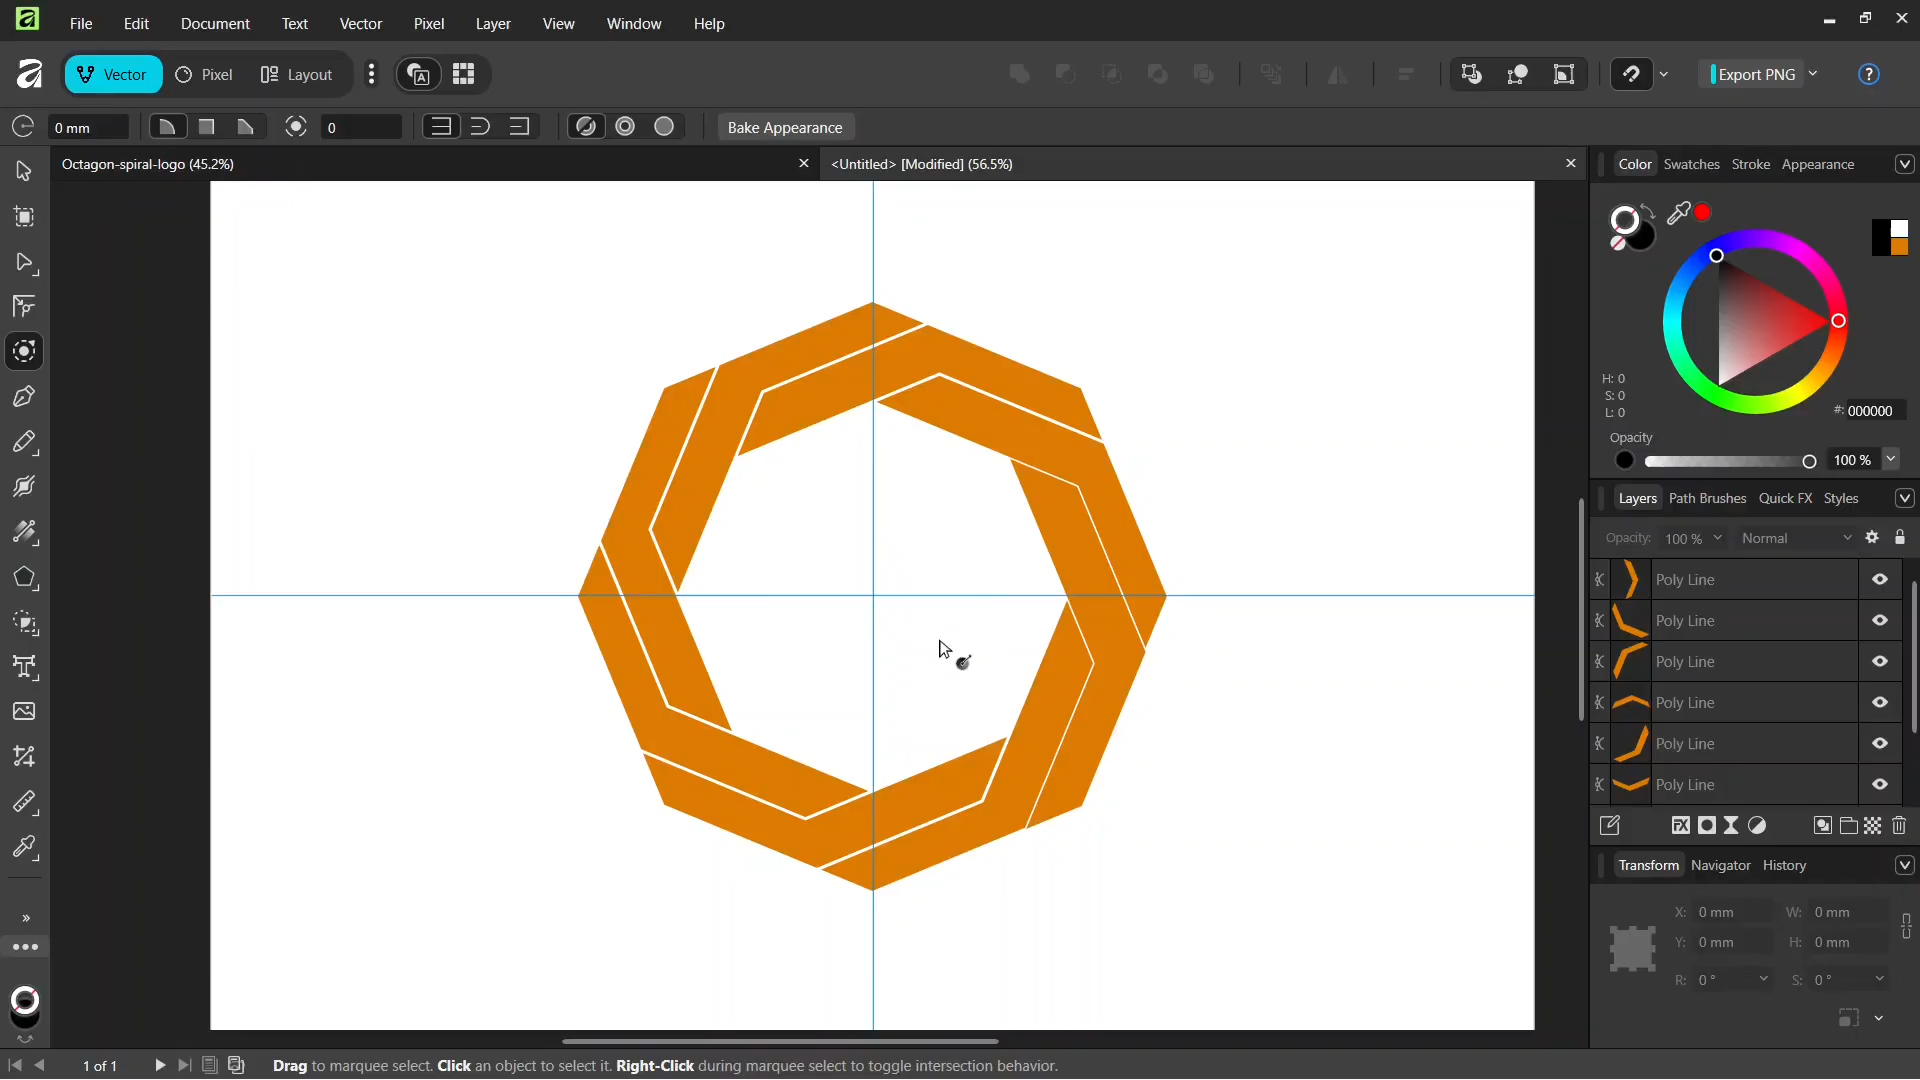 File Edit Document Text Vector Pixel Layer View Window Help
Vector Pixel Layout Export PNG
0 mm 0 Bake Appearance
Octagon-spiral-logo (45.2%) <Untitled> [Modified] (56.5%)
Color Swatches Stroke Appearance
H: 0
S: 0
L: 0
#: 000000
Opacity
100 %
Layers Path Brushes Quick FX Styles
Opacity: 100 % Normal
Poly Line
Poly Line
Poly Line
Poly Line
Poly Line
Poly Line
Transform Navigator History
X: 0 mm W: 0 mm
Y: 0 mm H: 0 mm
R: 0 ° S: 0 °
1 of 1 Drag to marquee select. Click an object to select it. Right-Click during marquee select to toggle intersection behavior.